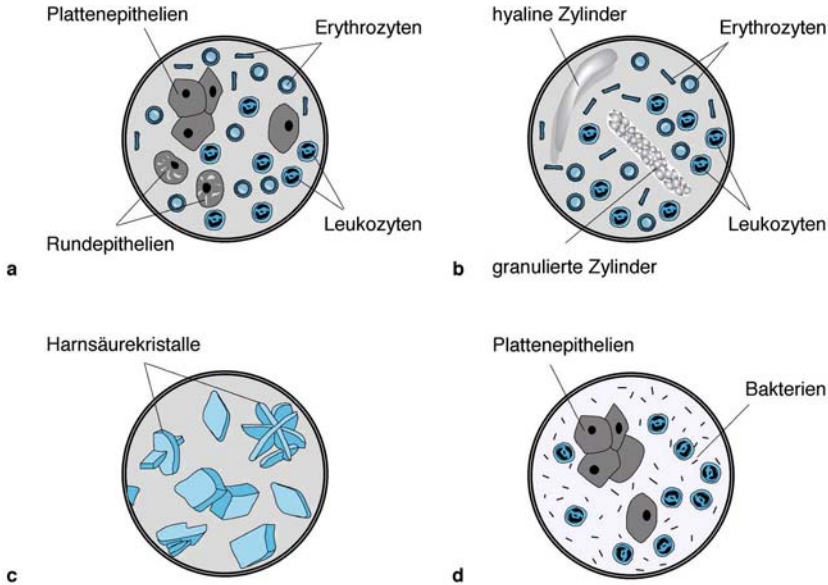 Plattenepithelien
Erythrozyten
Rundepithelien
Leukozyten
a
hyaline Zylinder
Erythrozyten
Leukozyten
granulierte Zylinder
b
Harnsäurekristalle
c
Plattenepithelien
Bakterien
d